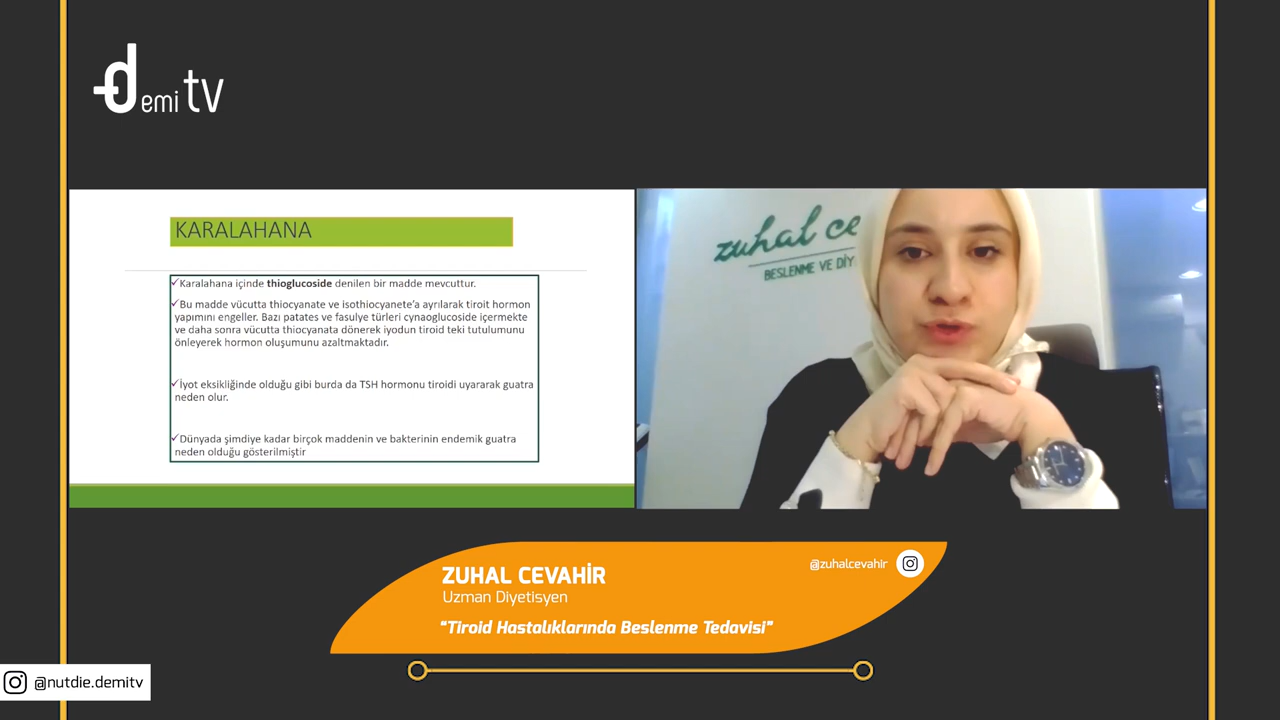 demi tv
KARALAHANA
✓Karalahana içinde thioglucoside denilen bir madde mevcuttur.
✓Bu madde vücutta thiocyanate ve isothiocyanete’a ayrılarak tiroit hormon
yapımını engeller. Bazı patates ve fasulye türleri cynaoglucoside içermekte
ve daha sonra vücutta thiocyanata dönerek iyodun tiroid teki tutulumunu
önleyerek hormon oluşumunu azaltmaktadır.
✓İyot eksikliğinde olduğu gibi burda da TSH hormonu tiroidi uyararak guatra
neden olur.
✓Dünyada şimdiye kadar birçok maddenin ve bakterinin endemik guatra
neden olduğu gösterilmiştir
zuhal ce
BESLENME VE DİY
ZUHAL CEVAHİR
Uzman Diyetisyen
@zuhalcevahir
“Tiroid Hastalıklarında Beslenme Tedavisi”
@nutdie.demitv